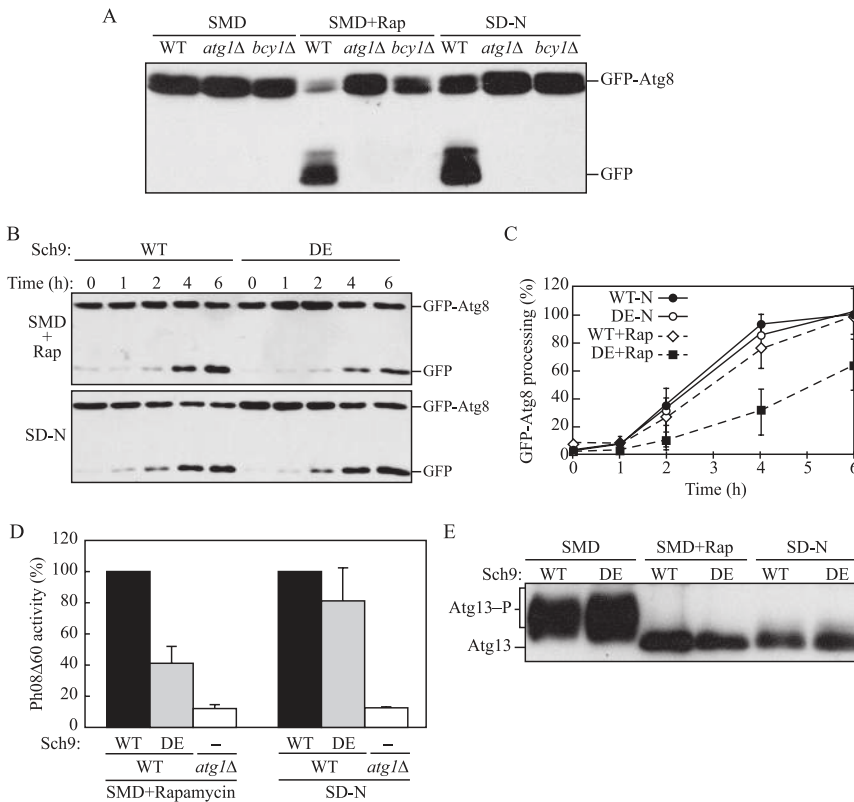 A
SMD SMD+Rap SD-N
WT atg1Δ bcy1Δ WT atg1Δ bcy1Δ WT atg1Δ bcy1Δ
GFP-Atg8
GFP
B
Sch9: WT DE
Time (h): 0 1 2 4 6 0 1 2 4 6
SMD + Rap
GFP-Atg8
GFP
SD-N
GFP-Atg8
GFP
C
GFP-Atg8 processing (%)
120
100
80
60
40
20
0
WT-N
DE-N
WT+Rap
DE+Rap
0 1 2 3 4 5 6
Time (h)
D
Ph08Δ60 activity (%)
120
100
80
60
40
20
0
Sch9: WT DE – WT DE –
WT atg1Δ WT atg1Δ
SMD+Rapamycin SD-N
E
SMD SMD+Rap SD-N
Sch9: WT DE WT DE WT DE
Atg13–P
Atg13